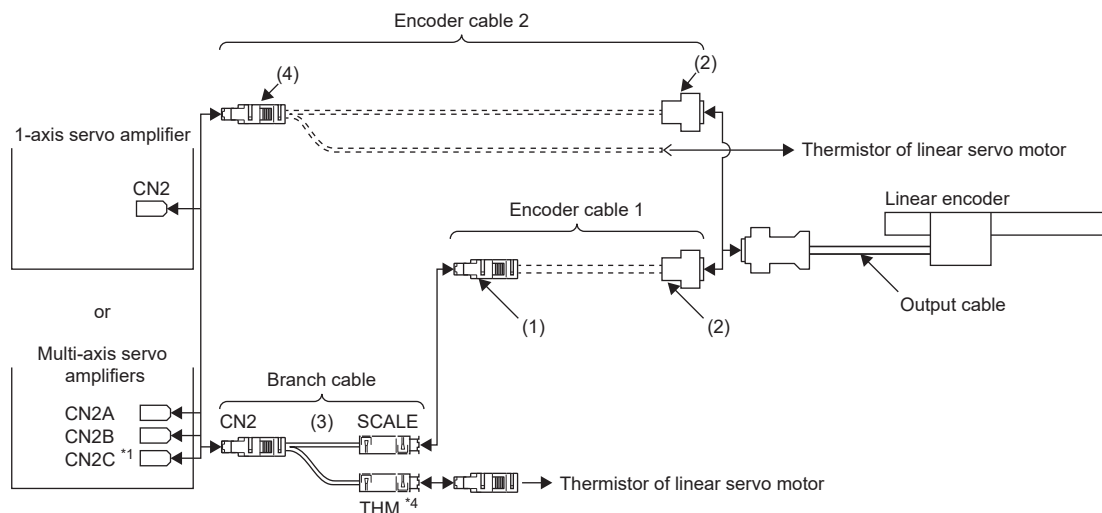 Encoder cable 2
(4)
(2)
1-axis servo amplifier
Thermistor of linear servo motor
CN2
Encoder cable 1
Linear encoder
Output cable
(1)
(2)
or
Multi-axis servo
amplifiers
Branch cable
CN2A
CN2 (3) SCALE
CN2B
CN2C *1
Thermistor of linear servo motor
THM *4